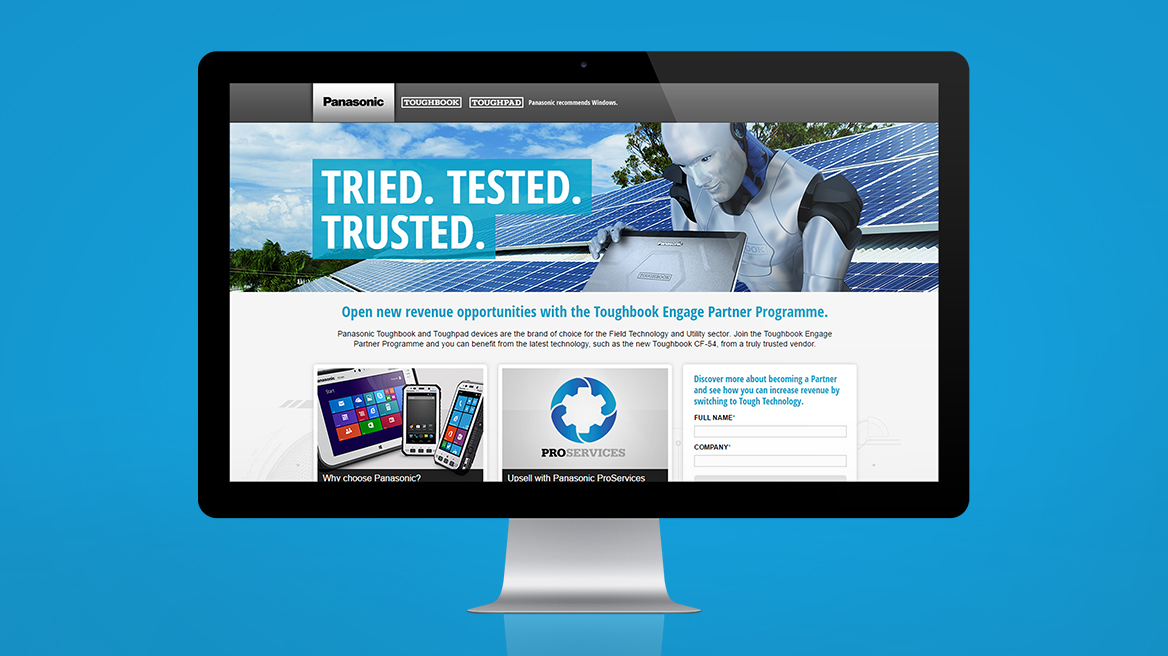 Panasonic TOUGHBOOK TOUGHPAD Panasonic recommends Windows.
TRIED. TESTED.
TRUSTED.
Panasonic
TOUGHBOOK
Open new revenue opportunities with the Toughbook Engage Partner Programme.
Panasonic Toughbook and Toughpad devices are the brand of choice for the Field Technology and Utility sector. Join the Toughbook Engage
Partner Programme and you can benefit from the latest technology, such as the new Toughbook CF-54, from a truly trusted vendor.
Panasonic
Start
Why choose Panasonic?
PROSERVICES
Upsell with Panasonic ProServices
Discover more about becoming a Partner
and see how you can increase revenue by
switching to Tough Technology.
FULL NAME*
COMPANY*